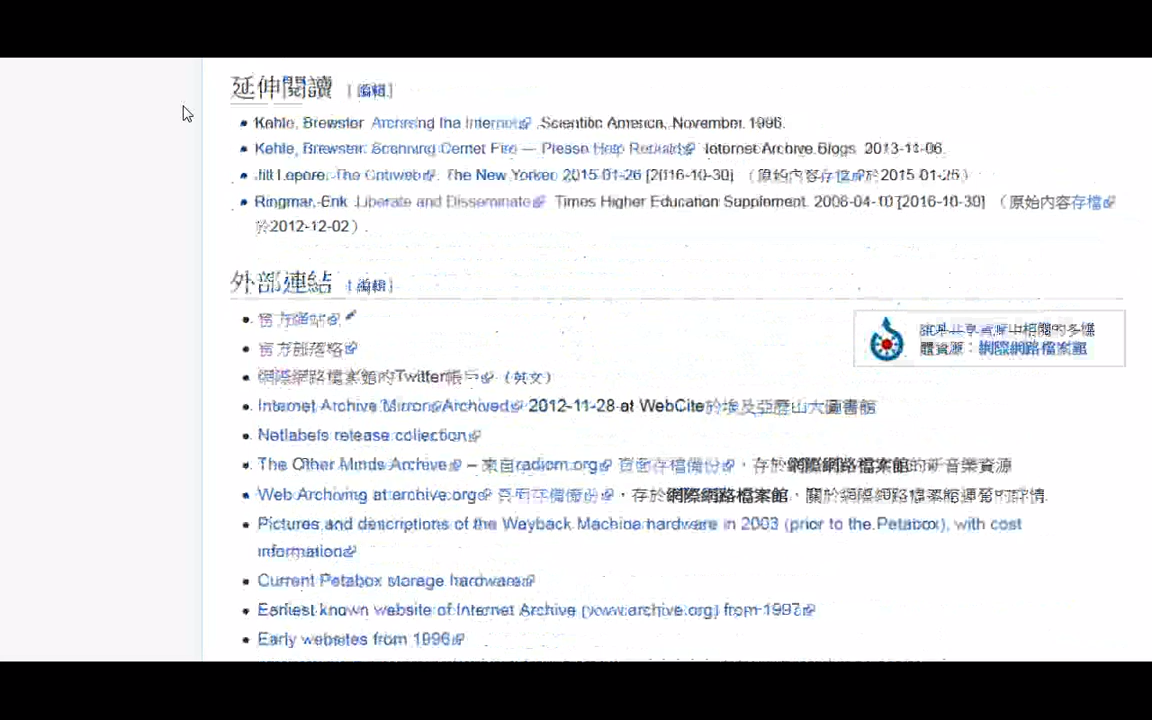 延伸閱讀 [編輯]
Kahle, Brewster. Archiving the Internet. Scientific America. November 1996.
Kahle, Brewster. Scanning Center Fire — Please Help Rebuild. Internet Archive Blogs. 2013-11-06.
Jill Lepore. The Cobweb. The New Yorker. 2015-01-26 [2016-10-30] (原始內容存檔於2015-01-25)
Ringmar, Erik Liberate and Disseminate Times Higher Education Supplement. 2008-04-10 [2016-10-30] (原始內容存檔
於2012-12-02).
外部連結 [編輯]
官方網站
維基共享資源中相關的多媒
體資源：網際網路檔案館
官方部落格
網際網路檔案館的Twitter帳戶 (英文)
Internet Archive Mirror Archived 2012-11-28 at WebCite於埃及亞歷山大圖書館
Netlabels release collection
The Other Minds Archive – 來自radiom.org 頁面存檔備份，存於網際網路檔案館的新音樂資源
Web Archiving at archive.org 頁面存檔備份，存於網際網路檔案館，關於網際網路檔案館運營的詳情.
Pictures and descriptions of the Wayback Machine hardware in 2003 (prior to the Petabox), with cost
information
Current Petabox storage hardware
Earliest known website of Internet Archive (www.archive.org) from 1997
Early websites from 1996